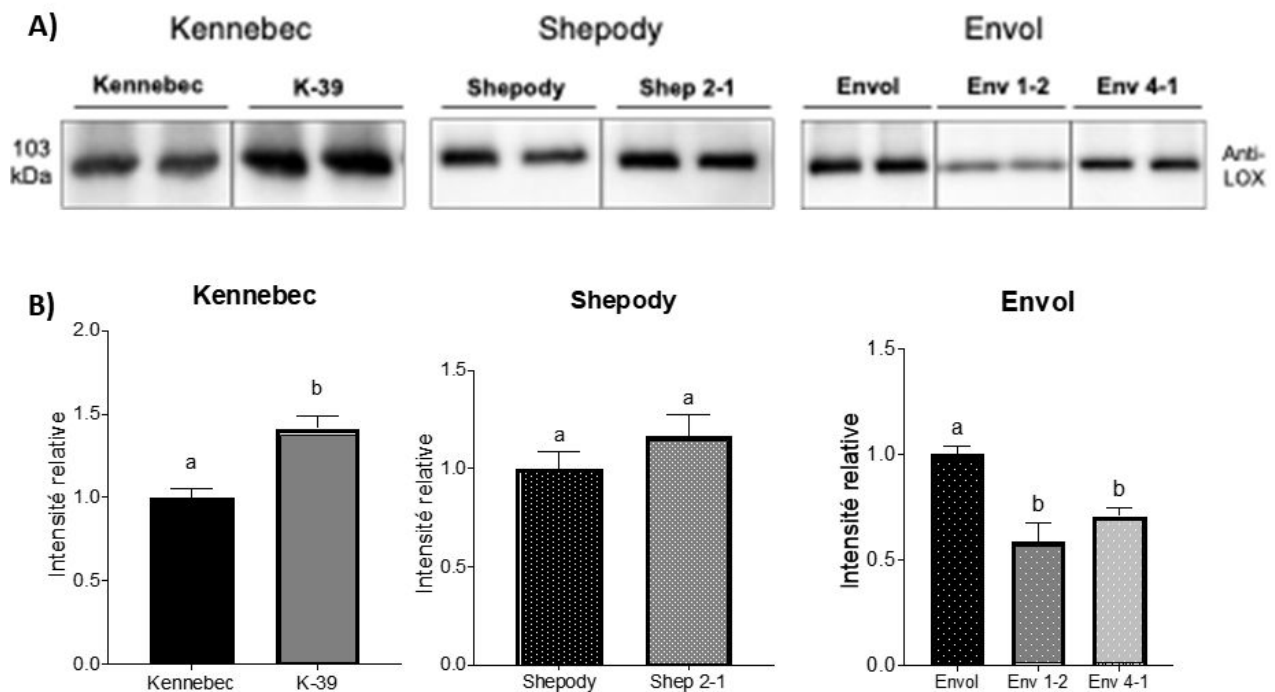 A)
Kennebec
Shepody
Envol
Kennebec K-39
Shepody Shep 2-1
Envol Env 1-2 Env 4-1
103
kDa
Anti-
LOX
B)
Kennebec
Intensité relative
2.0
1.5
1.0
0.5
0.0
a
b
Kennebec K-39
Shepody
Intensité relative
1.5
1.0
0.5
0.0
a
a
Shepody Shep 2-1
Envol
Intensité relative
1.5
1.0
0.5
0.0
a
b
b
Envol Env 1-2 Env 4-1